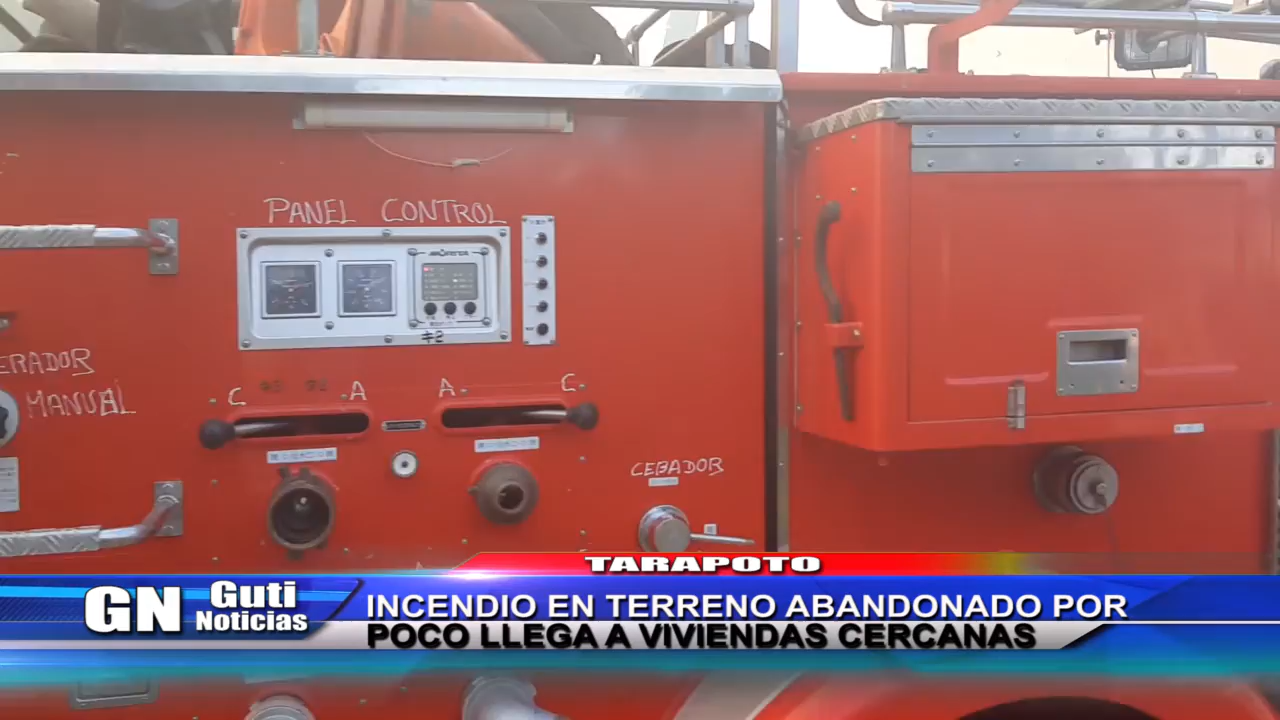 PANEL CONTROL
MORITA
#2
ERADOR
MANUAL
C
A
A
C
CEBADOR
TARAPOTO
GN Guti
Noticias
INCENDIO EN TERRENO ABANDONADO POR
POCO LLEGA A VIVIENDAS CERCANAS